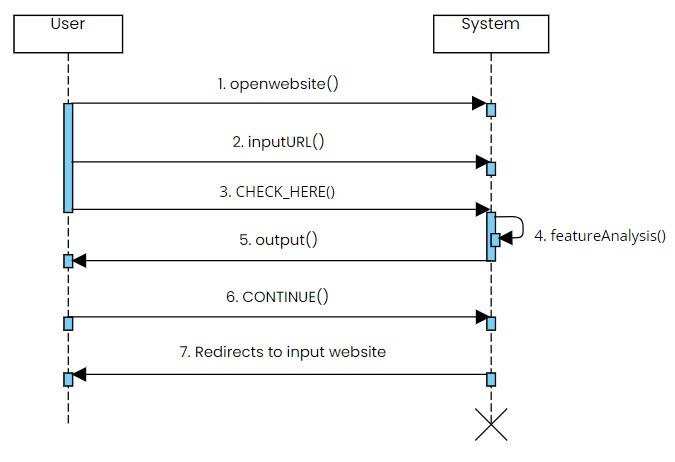 User
System
1. openwebsite()
2. inputURL()
3. CHECK_HERE()
4. featureAnalysis()
5. output()
6. CONTINUE()
7. Redirects to input website